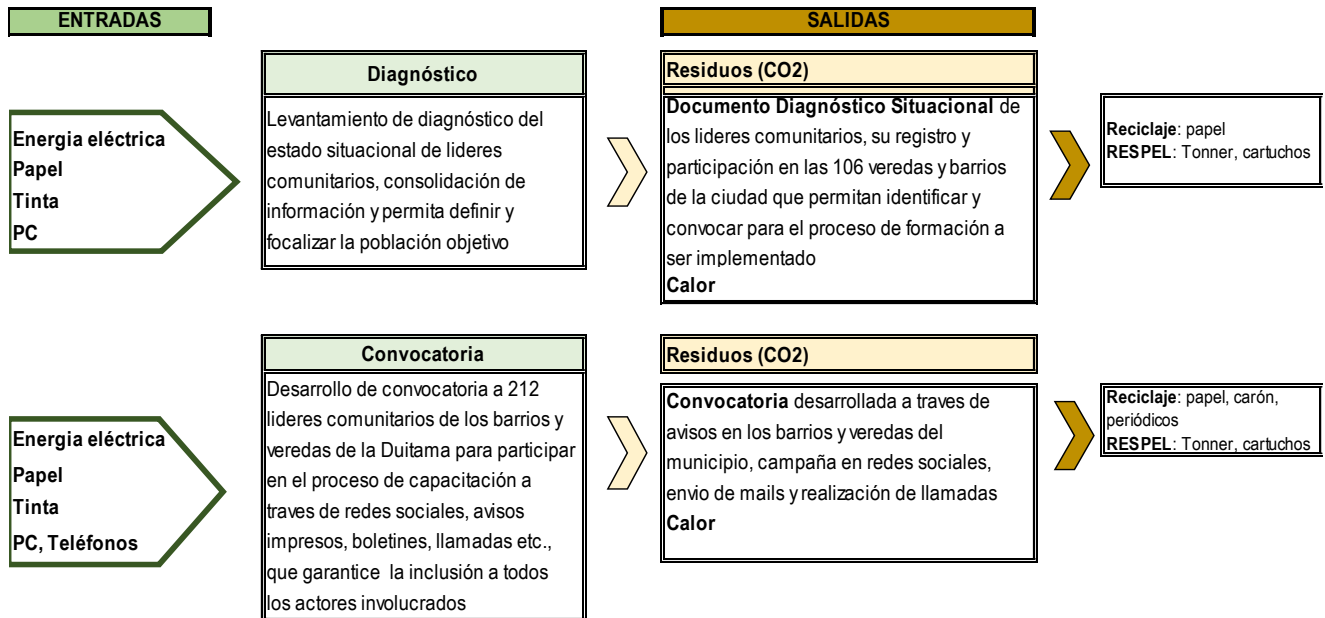 ENTRADAS
SALIDAS
Energia eléctrica
Papel
Tinta
PC
Diagnóstico
Levantamiento de diagnóstico del
estado situacional de lideres
comunitarios, consolidación de
información y permita definir y
focalizar la población objetivo
Residuos (CO2)
Documento Diagnóstico Situacional de
los lideres comunitarios, su registro y
participación en las 106 veredas y barrios
de la ciudad que permitan identificar y
convocar para el proceso de formación a
ser implementado
Calor
Reciclaje: papel
RESPEL: Tonner, cartuchos
Energia eléctrica
Papel
Tinta
PC, Teléfonos
Convocatoria
Desarrollo de convocatoria a 212
lideres comunitarios de los barrios y
veredas de la Duitama para participar
en el proceso de capacitación a
traves de redes sociales, avisos
impresos, boletines, llamadas etc.,
que garantice la inclusión a todos
los actores involucrados
Residuos (CO2)
Convocatoria desarrollada a traves de
avisos en los barrios y veredas del
municipio, campaña en redes sociales,
envio de mails y realización de llamadas
Calor
Reciclaje: papel, carón,
periódicos
RESPEL: Tonner, cartuchos